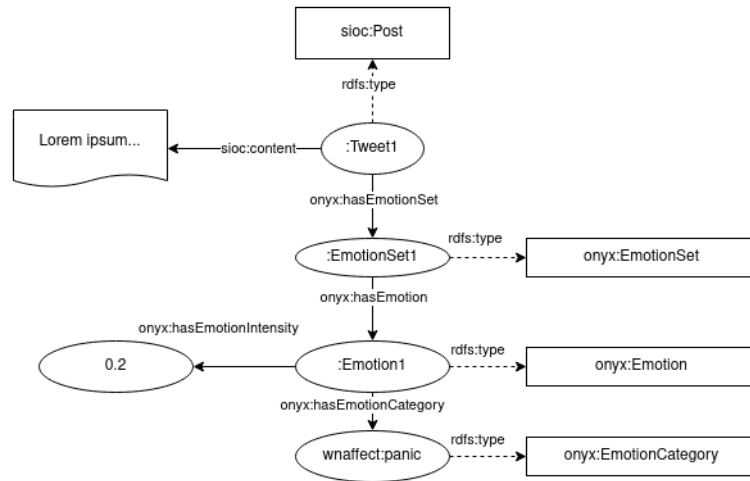 sioc:Post
rdfs:type
Lorem ipsum...
sioc:content
:Tweet1
onyx:hasEmotionSet
:EmotionSet1
rdfs:type
onyx:EmotionSet
onyx:hasEmotion
onyx:hasEmotionIntensity
0.2
:Emotion1
rdfs:type
onyx:Emotion
onyx:hasEmotionCategory
wnaffect:panic
rdfs:type
onyx:EmotionCategory